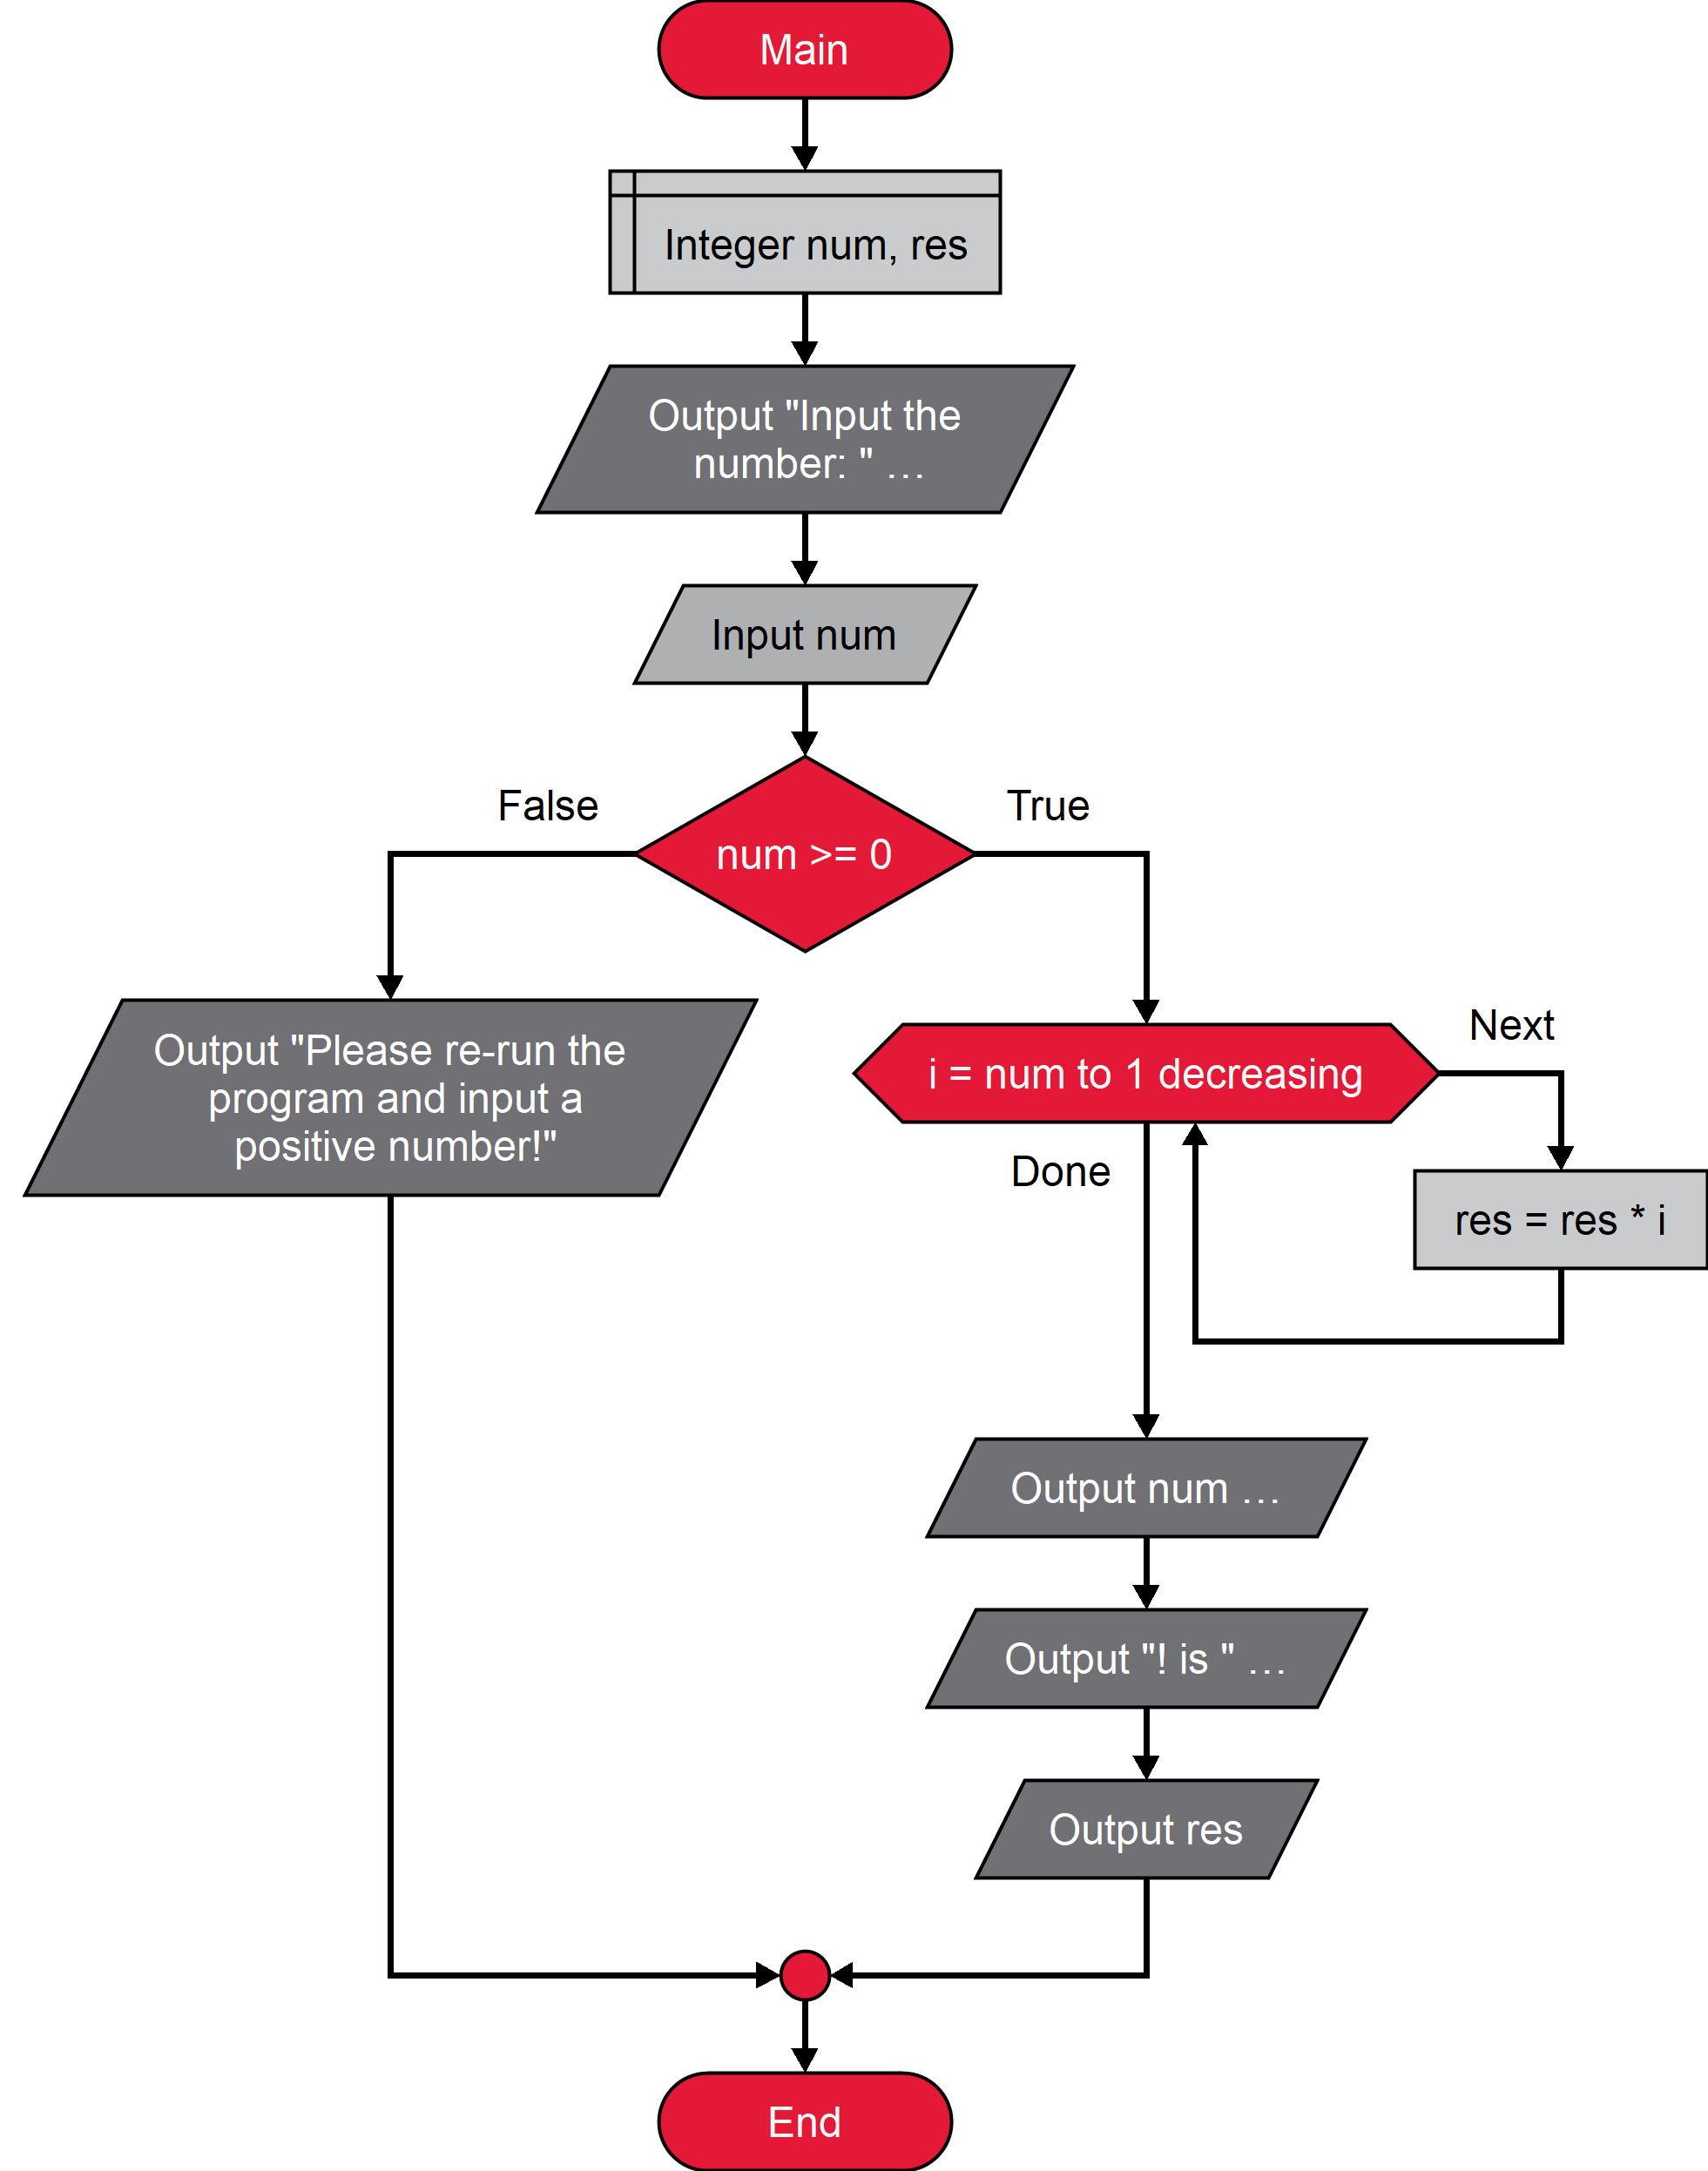 Main
Integer num, res
Output "Input the
number: " …
Input num
False
True
num >= 0
Output "Please re-run the
program and input a
positive number!"
i = num to 1 decreasing
Next
Done
res = res * i
Output num …
Output "! is " …
Output res
End